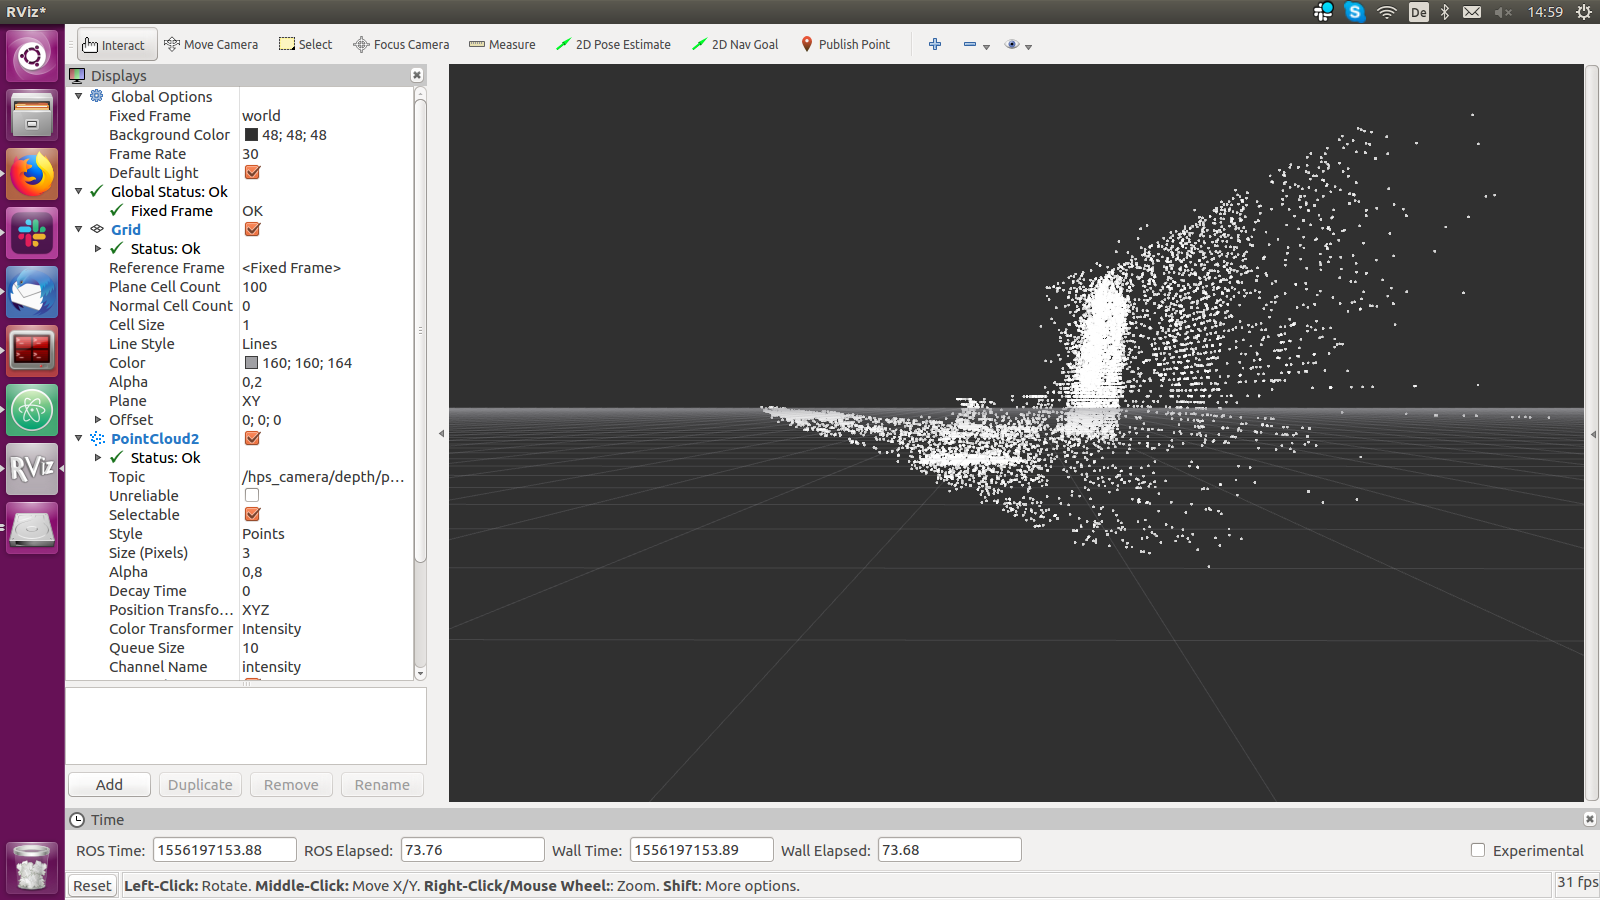 RViz*
De
14:59
Interact
Move Camera
Select
Focus Camera
Measure
2D Pose Estimate
2D Nav Goal
Publish Point
Displays
Global Options
Fixed Frame world
Background Color 48; 48; 48
Frame Rate 30
Default Light
Global Status: Ok
Fixed Frame OK
Grid
Status: Ok
Reference Frame <Fixed Frame>
Plane Cell Count 100
Normal Cell Count 0
Cell Size 1
Line Style Lines
Color 160; 160; 164
Alpha 0,2
Plane XY
Offset 0; 0; 0
PointCloud2
Status: Ok
Topic /hps_camera/depth/p...
Unreliable
Selectable
Style Points
Size (Pixels) 3
Alpha 0,8
Decay Time 0
Position Transfo... XYZ
Color Transformer Intensity
Queue Size 10
Channel Name intensity
RViz
Add
Duplicate
Remove
Rename
Time
ROS Time: 1556197153.88 ROS Elapsed: 73.76 Wall Time: 1556197153.89 Wall Elapsed: 73.68 Experimental
Reset Left-Click: Rotate. Middle-Click: Move X/Y. Right-Click/Mouse Wheel:: Zoom. Shift: More options. 31 fps